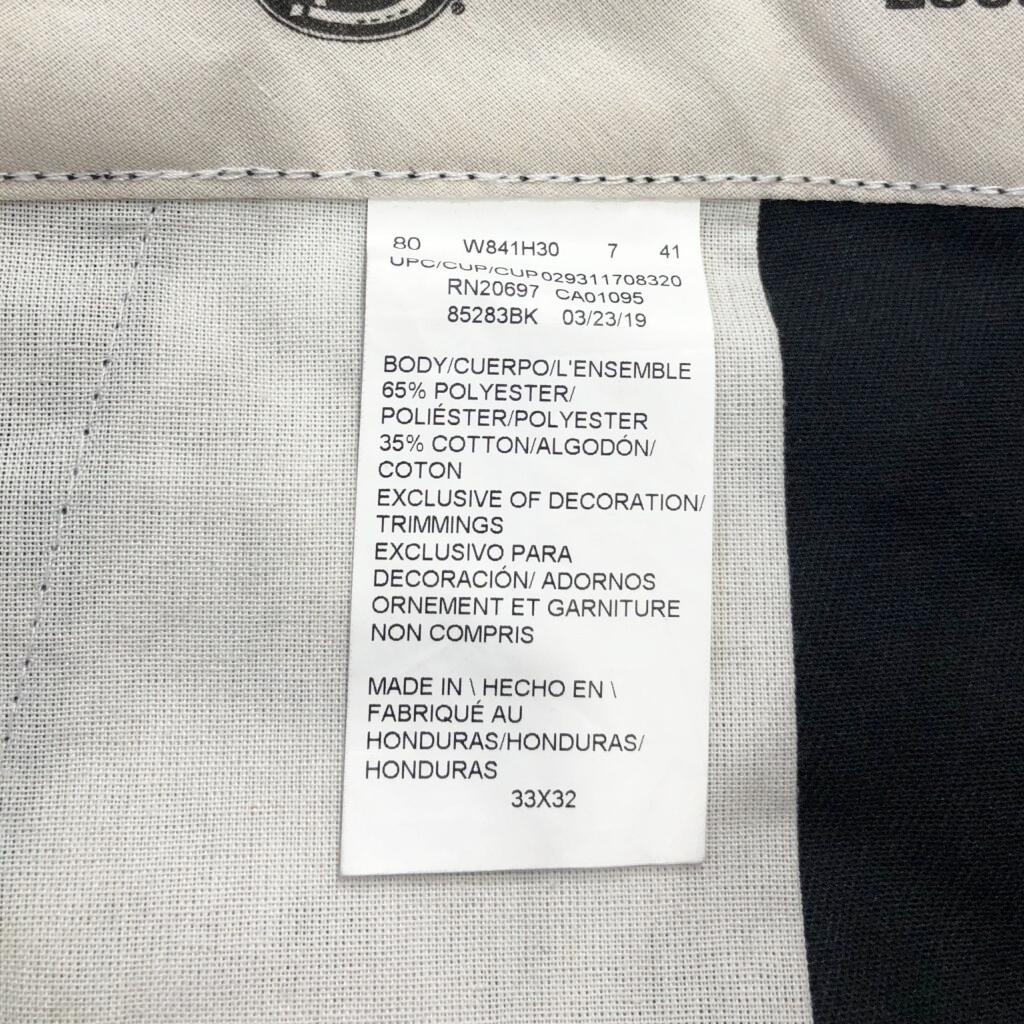 80 W841H30 7 41
UPC/CUP/CUP 029311708320
RN20697 CA01095
85283BK 03/23/19
BODY/CUERPO/L'ENSEMBLE
65% POLYESTER/
POLIÉSTER/POLYESTER
35% COTTON/ALGODÓN/
COTON
EXCLUSIVE OF DECORATION/
TRIMMINGS
EXCLUSIVO PARA
DECORACIÓN/ ADORNOS
ORNEMENT ET GARNITURE
NON COMPRIS
MADE IN \ HECHO EN \
FABRIQUÉ AU
HONDURAS/HONDURAS/
HONDURAS
33X32